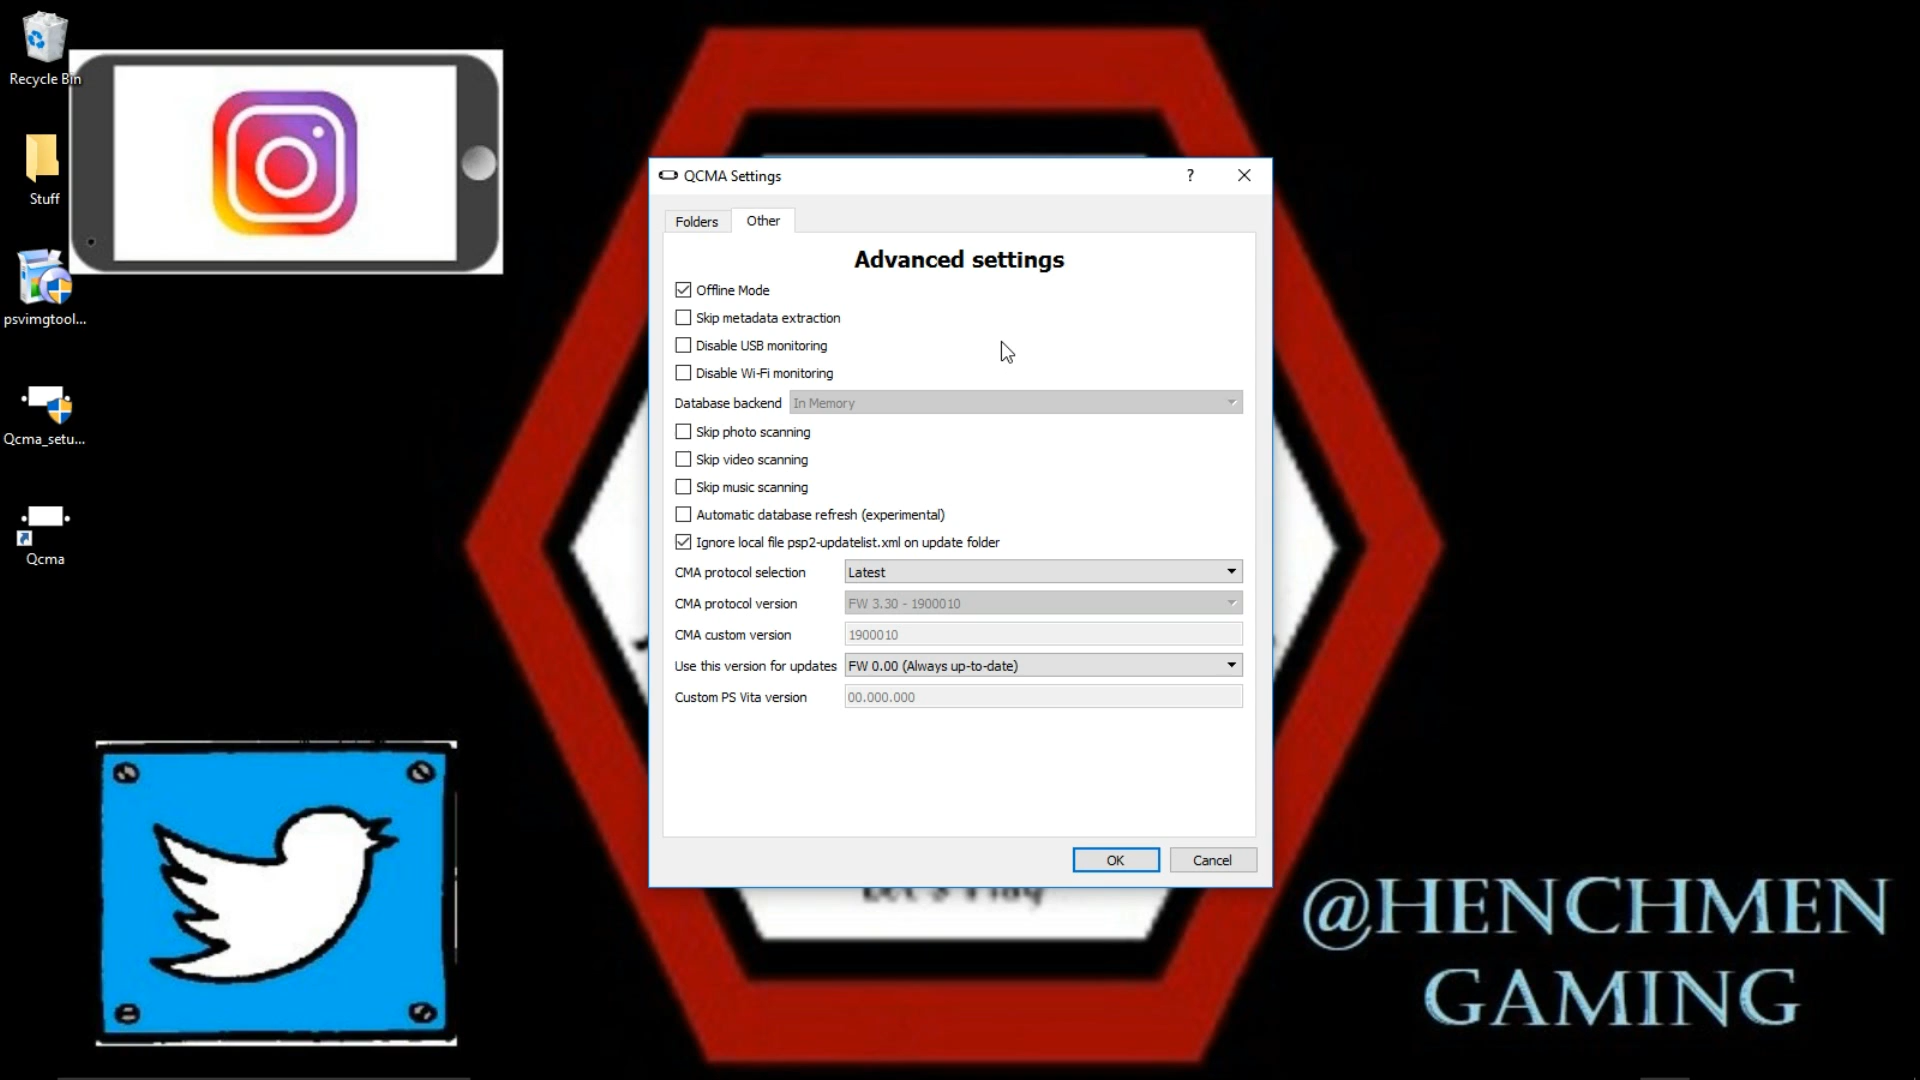 Recycle Bin
Stuff
psvimgtool...
Qcma_setu...
Qcma
QCMA Settings
?
Folders
Other
Advanced settings
Offline Mode
Skip metadata extraction
Disable USB monitoring
Disable Wi-Fi monitoring
Database backend In Memory
Skip photo scanning
Skip video scanning
Skip music scanning
Automatic database refresh (experimental)
Ignore local file psp2-updatelist.xml on update folder
CMA protocol selection Latest
CMA protocol version FW 3.30 - 1900010
CMA custom version 1900010
Use this version for updates FW 0.00 (Always up-to-date)
Custom PS Vita version 00.000.000
OK
Cancel
Let's Play
@HENCHMEN
GAMING